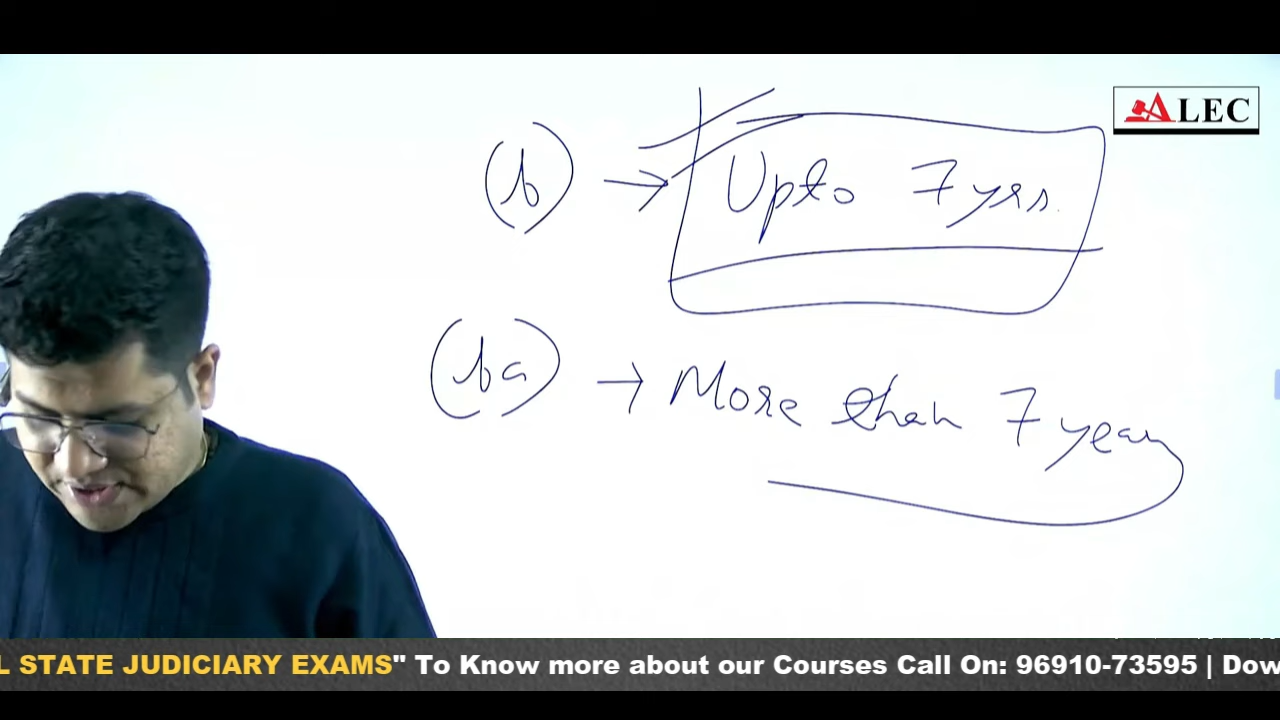 ALEC
(b) → Upto 7 yrs.
(ba) → More than 7 years
L STATE JUDICIARY EXAMS" To Know more about our Courses Call On: 96910-73595 | Dow